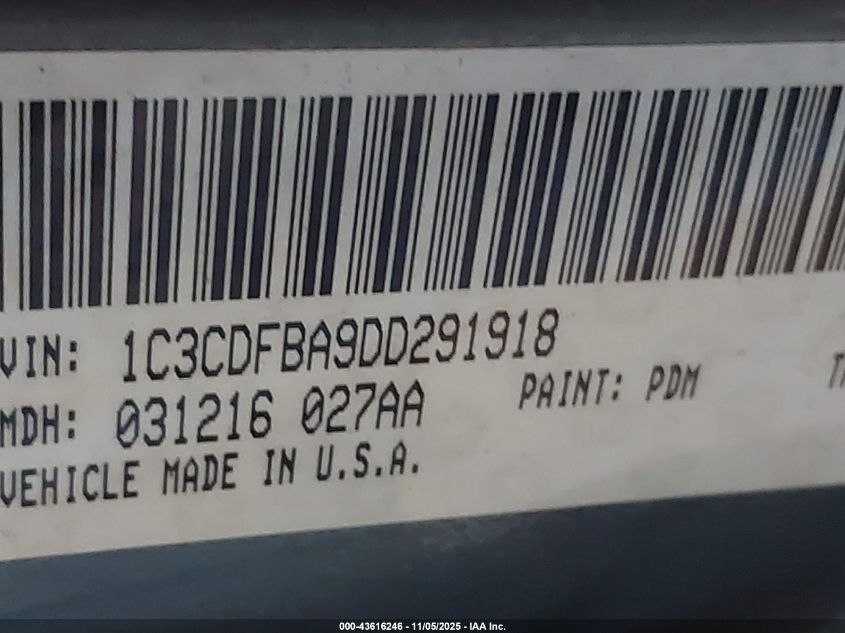 VIN: 1C3CDFBA9DD291918
MDH: 031216 027AA
PAINT: PDM
VEHICLE MADE IN U.S.A.
000-43616246 - 11/05/2025 - IAA Inc.